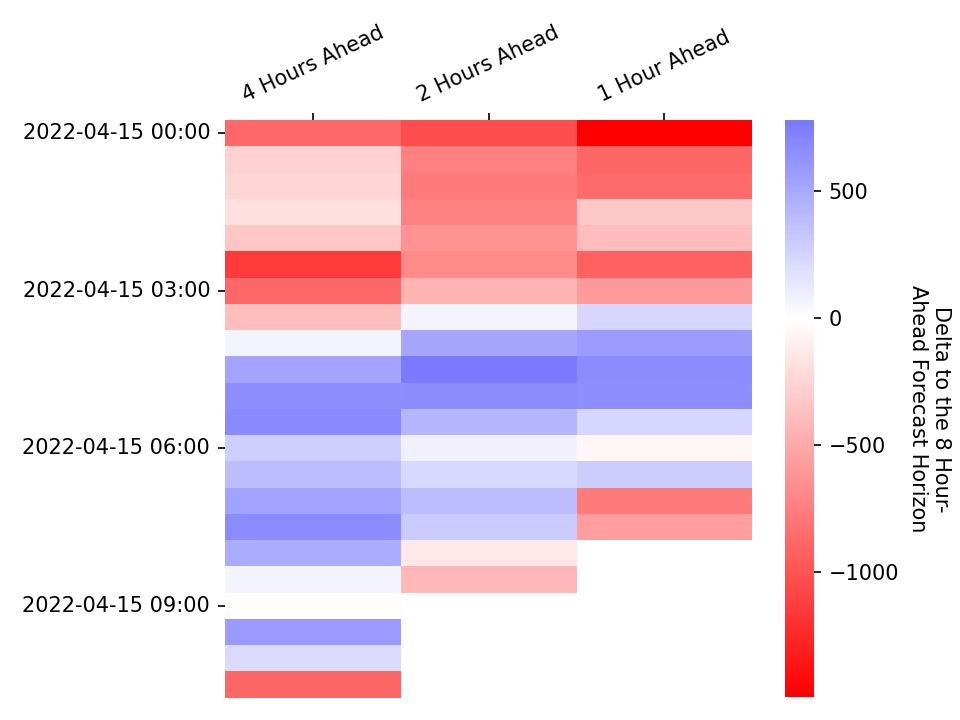 4 Hours Ahead
2 Hours Ahead
1 Hour Ahead
2022-04-15 00:00
2022-04-15 03:00
2022-04-15 06:00
2022-04-15 09:00
500
0
−500
−1000
Delta to the 8 Hour-
Ahead Forecast Horizon